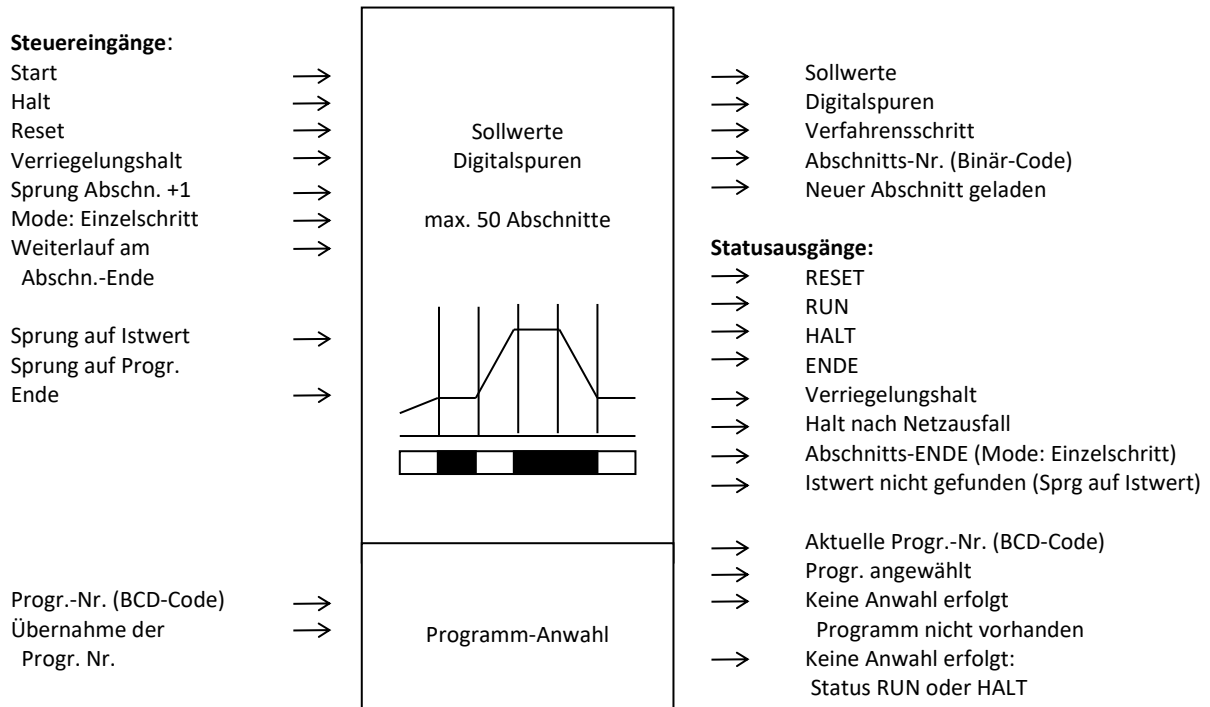 Steuereingänge:
Start
Halt
Reset
Verriegelungshalt
Sprung Abschn. +1
Mode: Einzelschritt
Weiterlauf am
Abschn.-Ende
Sprung auf Istwert
Sprung auf Progr.
Ende
Progr.-Nr. (BCD-Code)
Übernahme der
Progr. Nr.
Sollwerte
Digitalspuren
max. 50 Abschnitte
Programm-Anwahl
Sollwerte
Digitalspuren
Verfahrensschritt
Abschnitts-Nr. (Binär-Code)
Neuer Abschnitt geladen
Statusausgänge:
RESET
RUN
HALT
ENDE
Verriegelungshalt
Halt nach Netzausfall
Abschnitts-ENDE (Mode: Einzelschritt)
Istwert nicht gefunden (Sprg auf Istwert)
Aktuelle Progr.-Nr. (BCD-Code)
Progr. angewählt
Keine Anwahl erfolgt
Programm nicht vorhanden
Keine Anwahl erfolgt:
Status RUN oder HALT